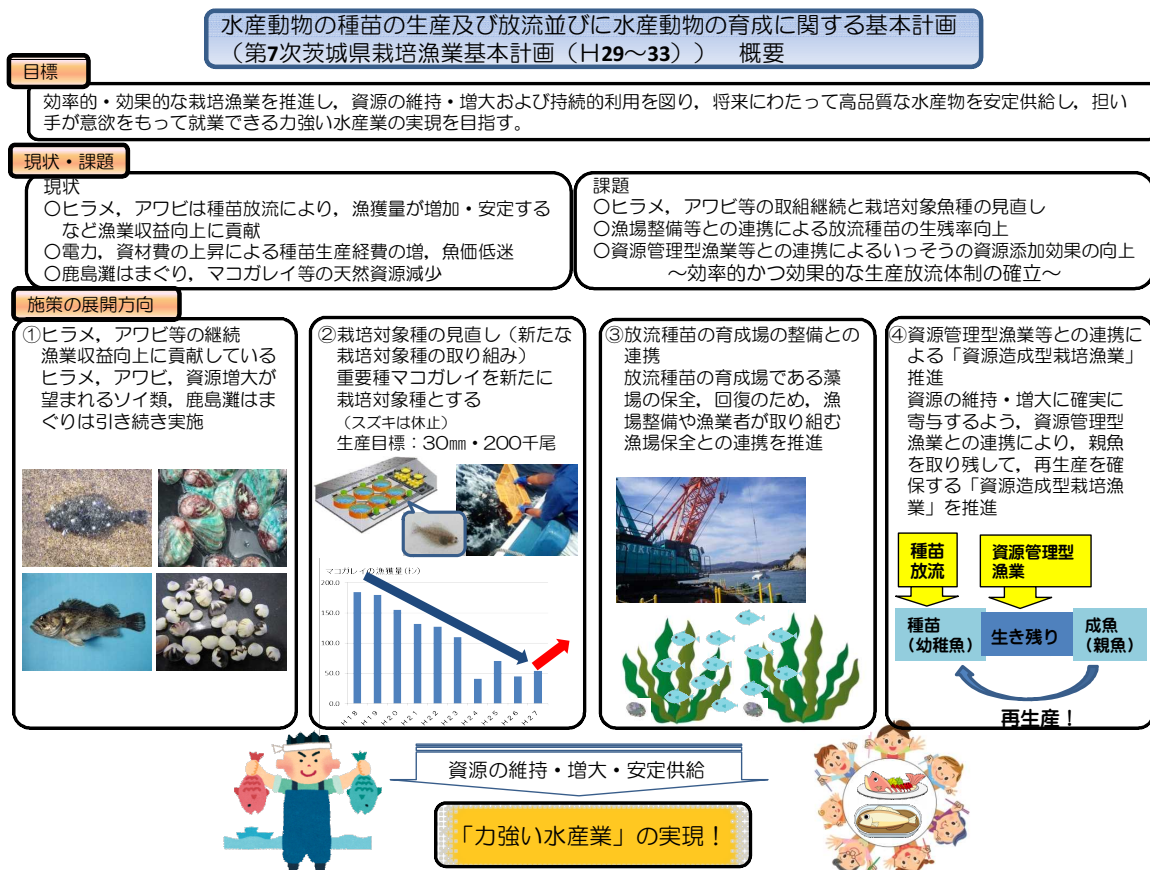 水産動物の種苗の生産及び放流並びに水産動物の育成に関する基本計画
（第7次茨城県栽培漁業基本計画（Ｈ29～33））　概要
目標
効率的・効果的な栽培漁業を推進し，資源の維持・増大および持続的利用を図り，将来にわたって高品質な水産物を安定供給し，担い
手が意欲をもって就業できる力強い水産業の実現を目指す。
現状・課題
現状
○ヒラメ，アワビは種苗放流により，漁獲量が増加・安定する
など漁業収益向上に貢献
○電力，資材費の上昇による種苗生産経費の増，魚価低迷
○鹿島灘はまぐり，マコガレイ等の天然資源減少
課題
○ヒラメ，アワビ等の取組継続と栽培対象魚種の見直し
○漁場整備等との連携による放流種苗の生残率向上
○資源管理型漁業等との連携によるいっそうの資源添加効果の向上
～効率的かつ効果的な生産放流体制の確立～
施策の展開方向
①ヒラメ，アワビ等の継続
漁業収益向上に貢献している
ヒラメ，アワビ，資源増大が
望まれるソイ類，鹿島灘はま
ぐりは引き続き実施
②栽培対象種の見直し（新たな
栽培対象種の取り組み）
重要種マコガレイを新たに
栽培対象種とする
（スズキは休止）
生産目標：30㎜・200千尾
マコガレイの漁獲量(トン)
200.0
150.0
100.0
50.0
0.0
H18
H19
H20
H21
H22
H23
H24
H25
H26
H27
③放流種苗の育成場の整備との
連携
放流種苗の育成場である藻
場の保全，回復のため，漁
場整備や漁業者が取り組む
漁場保全との連携を推進
④資源管理型漁業等との連携に
よる「資源造成型栽培漁業」
推進
資源の維持・増大に確実に
寄与するよう，資源管理型
漁業との連携により，親魚
を取り残して，再生産を確
保する「資源造成型栽培漁
業」を推進
種苗
放流
資源管理型
漁業
種苗
（幼稚魚）
生き残り
成魚
（親魚）
再生産！
資源の維持・増大・安定供給
「力強い水産業」の実現！